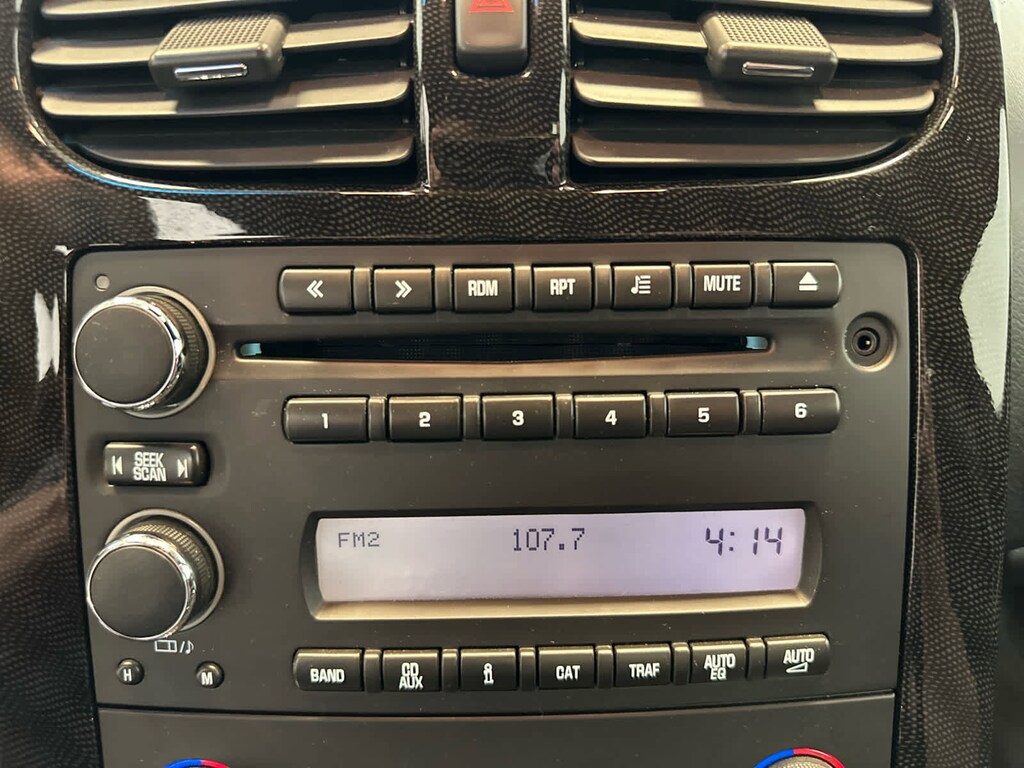 RDM RPT MUTE
1 2 3 4 5 6
SEEK
SCAN
FM2 107.7 4:14
H M
BAND CD AUX i CAT TRAF AUTO EQ AUTO